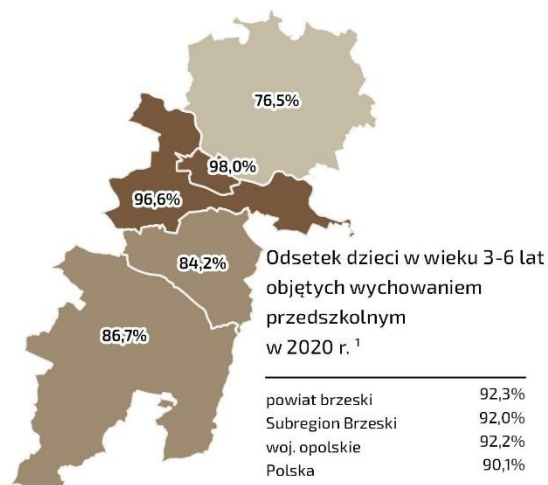 76,5%
98,0%
96,6%
84,2%
86,7%
Odsetek dzieci w wieku 3-6 lat
objętych wychowaniem
przedszkolnym
w 2020 r. ¹
powiat brzeski 92,3%
Subregion Brzeski 92,0%
woj. opolskie 92,2%
Polska 90,1%